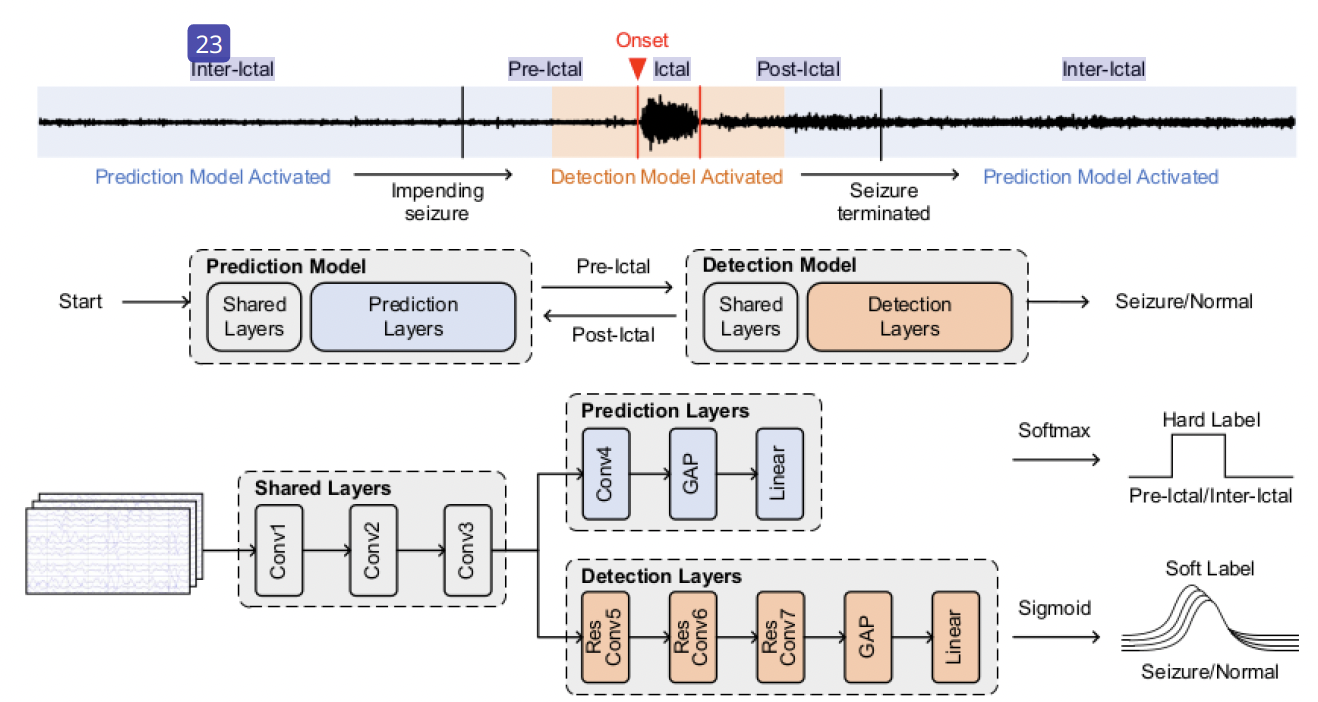 23
Onset
Inter-Ictal
Pre-Ictal
Ictal
Post-Ictal
Inter-Ictal
Prediction Model Activated
Impending
seizure
Detection Model Activated
Seizure
terminated
Prediction Model Activated
Start
Prediction Model
Shared
Layers
Prediction
Layers
Pre-Ictal
Post-Ictal
Detection Model
Shared
Layers
Detection
Layers
Seizure/Normal
Shared Layers
Conv1
Conv2
Conv3
Prediction Layers
Conv4
GAP
Linear
Softmax
Hard Label
Pre-Ictal/Inter-Ictal
Detection Layers
Res
Conv5
Res
Conv6
Res
Conv7
GAP
Linear
Sigmoid
Soft Label
Seizure/Normal